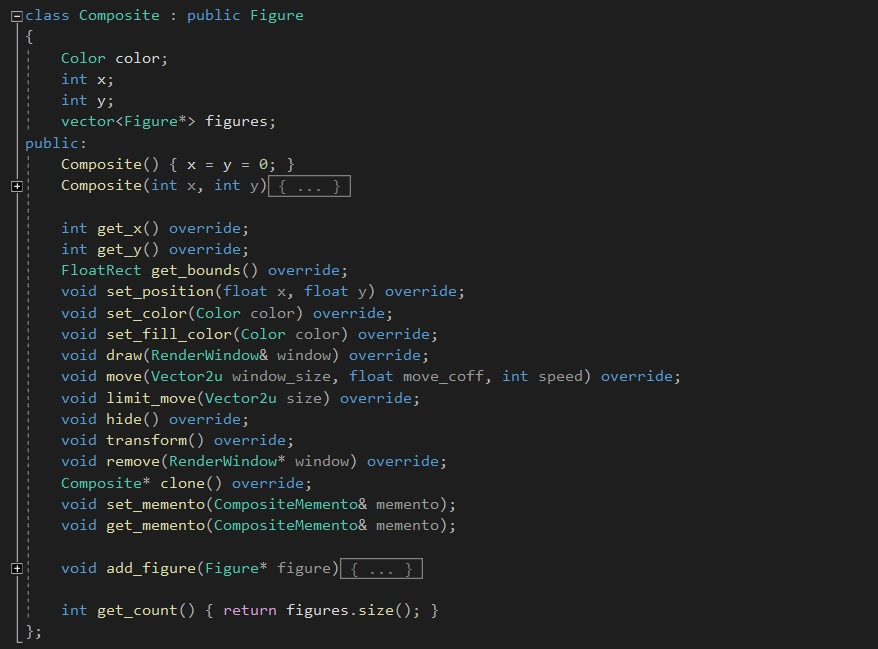 class Composite : public Figure
{
    Color color;
    int x;
    int y;
    vector<Figure*> figures;
public:
    Composite() { x = y = 0; }
    Composite(int x, int y){ ... }

    int get_x() override;
    int get_y() override;
    FloatRect get_bounds() override;
    void set_position(float x, float y) override;
    void set_color(Color color) override;
    void set_fill_color(Color color) override;
    void draw(RenderWindow& window) override;
    void move(Vector2u window_size, float move_coff, int speed) override;
    void limit_move(Vector2u size) override;
    void hide() override;
    void transform() override;
    void remove(RenderWindow* window) override;
    Composite* clone() override;
    void set_memento(CompositeMemento& memento);
    void get_memento(CompositeMemento& memento);

    void add_figure(Figure* figure){ ... }

    int get_count() { return figures.size(); }
};